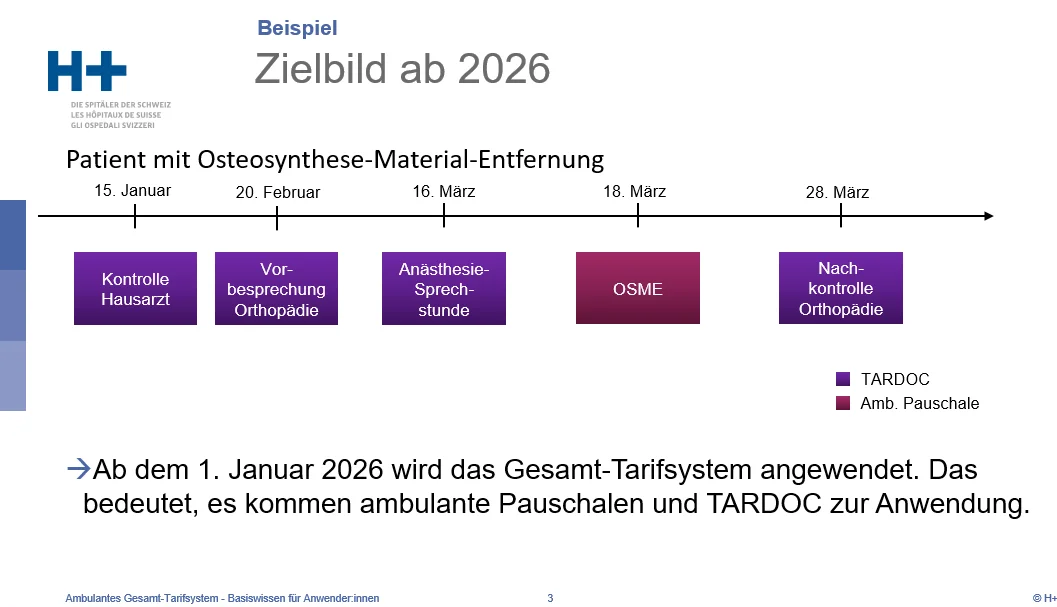 Beispiel
Zielbild ab 2026
H+
DIE SPITÄLER DER SCHWEIZ
LES HÔPITAUX DE SUISSE
GLI OSPEDALI SVIZZERI
Patient mit Osteosynthese-Material-Entfernung
15. Januar
20. Februar
16. März
18. März
28. März
Kontrolle
Hausarzt
Vor-
besprechung
Orthopädie
Anästhesie-
Sprech-
stunde
OSME
Nach-
kontrolle
Orthopädie
TARDOC
Amb. Pauschale
→Ab dem 1. Januar 2026 wird das Gesamt-Tarifsystem angewendet. Das
bedeutet, es kommen ambulante Pauschalen und TARDOC zur Anwendung.
Ambulantes Gesamt-Tarifsystem - Basiswissen für Anwender:innen
3
© H+